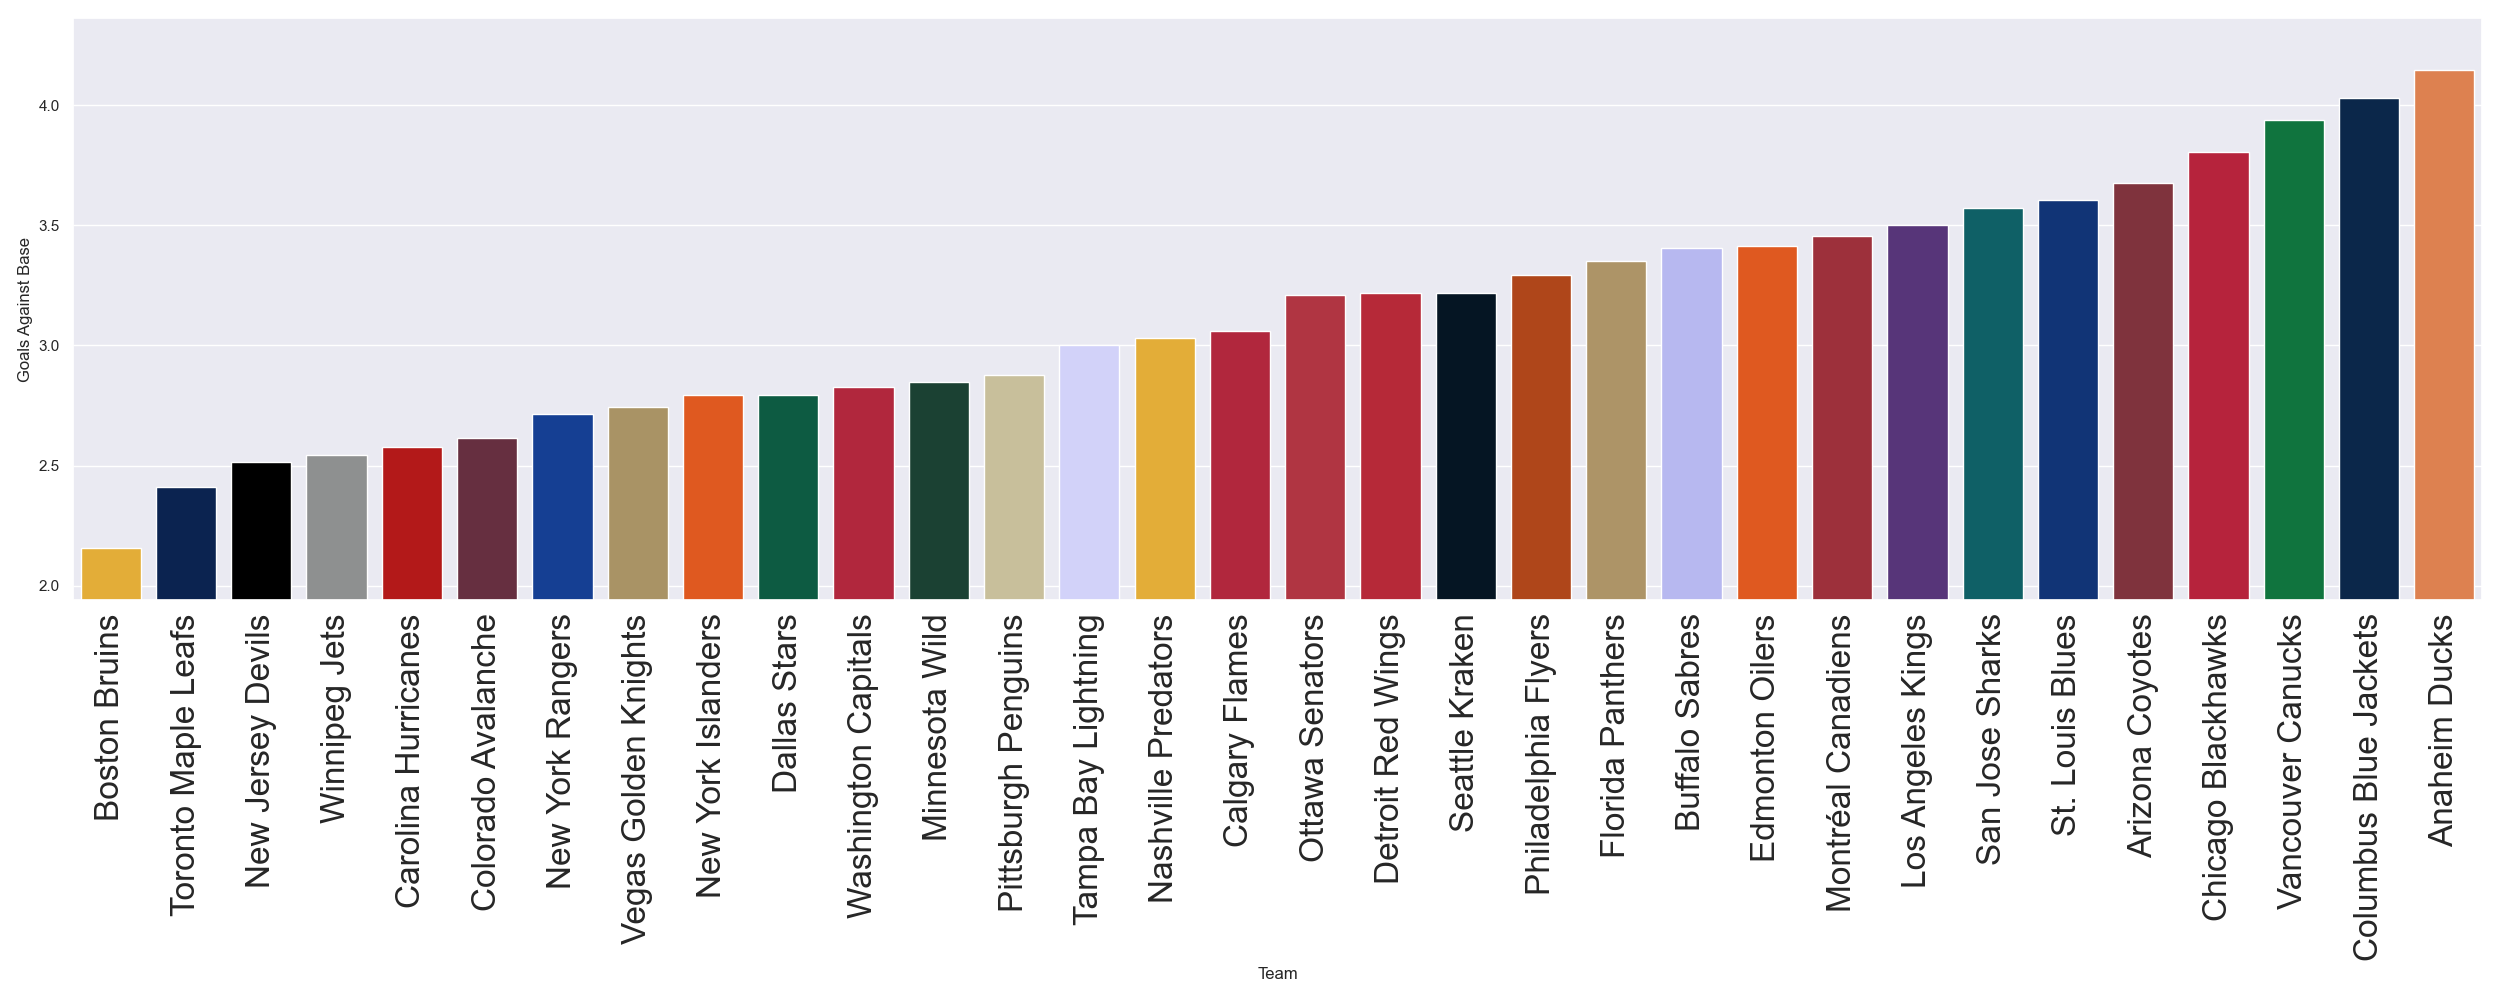 4.0
3.5
3.0
2.5
2.0
Goals Against Base
Boston Bruins
Toronto Maple Leafs
New Jersey Devils
Winnipeg Jets
Carolina Hurricanes
Colorado Avalanche
New York Rangers
Vegas Golden Knights
New York Islanders
Dallas Stars
Washington Capitals
Minnesota Wild
Pittsburgh Penguins
Tampa Bay Lightning
Nashville Predators
Calgary Flames
Ottawa Senators
Detroit Red Wings
Seattle Kraken
Philadelphia Flyers
Florida Panthers
Buffalo Sabres
Edmonton Oilers
Montréal Canadiens
Los Angeles Kings
San Jose Sharks
St. Louis Blues
Arizona Coyotes
Chicago Blackhawks
Vancouver Canucks
Columbus Blue Jackets
Anaheim Ducks
Team